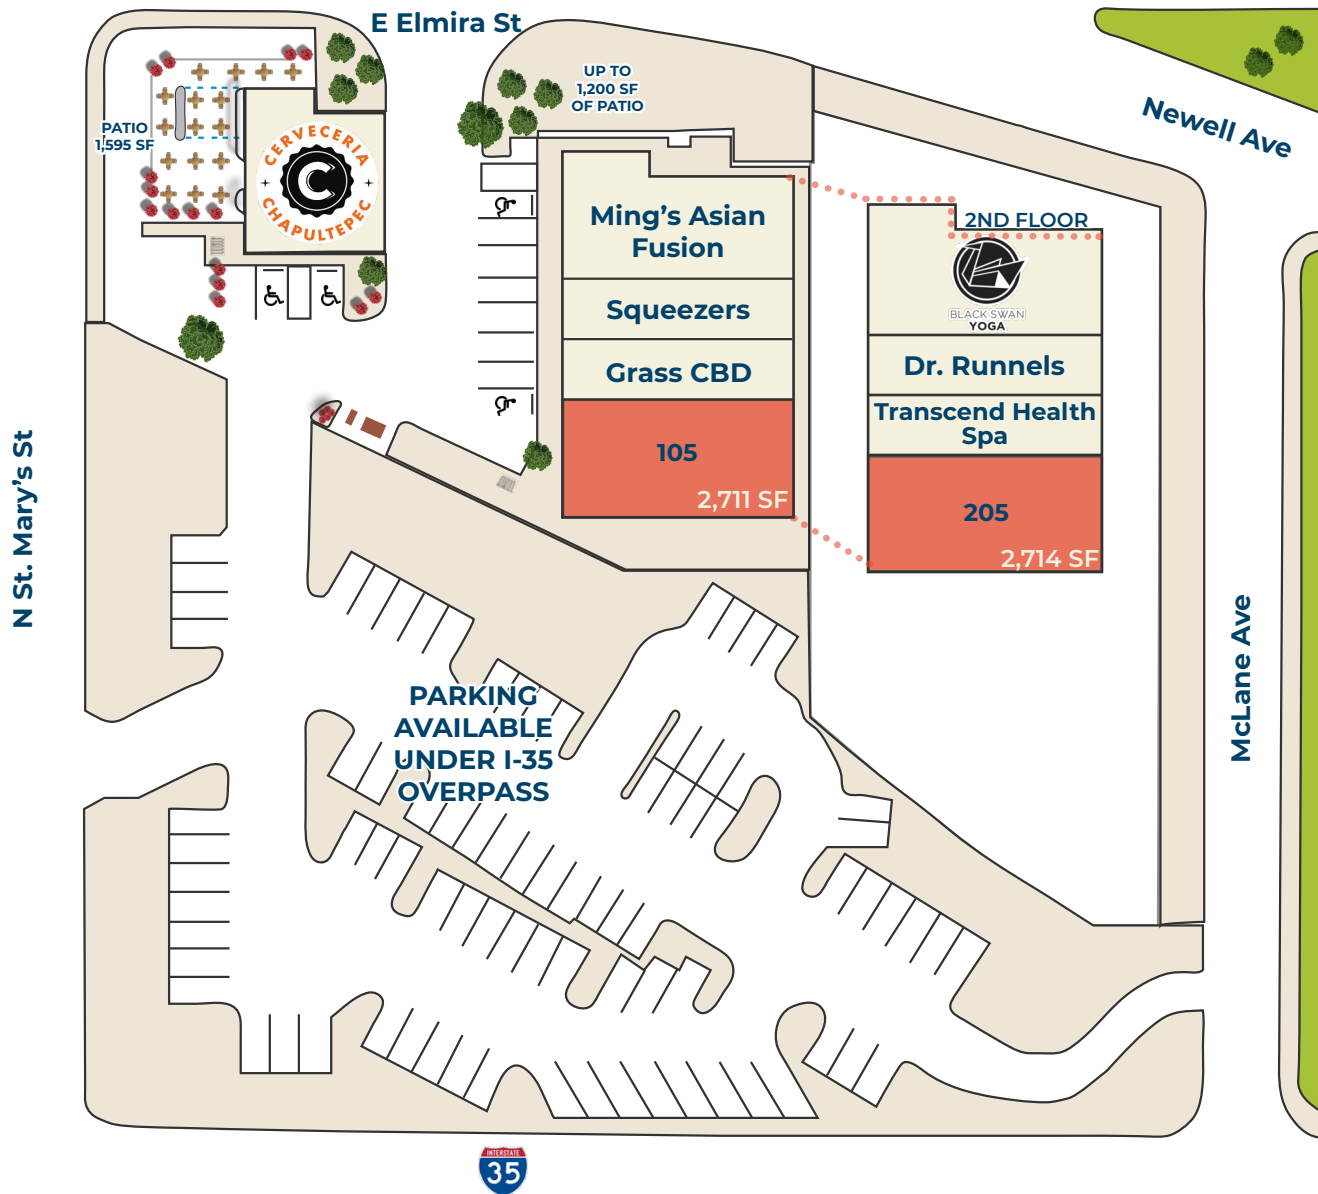 E Elmira St
UP TO
1,200 SF
OF PATIO
Newell Ave
PATIO
1,595 SF
CERVECERIA
C
CHAPULTEPEC
Ming's Asian
Fusion
Squeezers
Grass CBD
105
2,711 SF
2ND FLOOR
BLACK SWAN
YOGA
Dr. Runnels
Transcend Health
Spa
205
2,714 SF
N St. Mary's St
McLane Ave
PARKING
AVAILABLE
UNDER I-35
OVERPASS
INTERSTATE
35